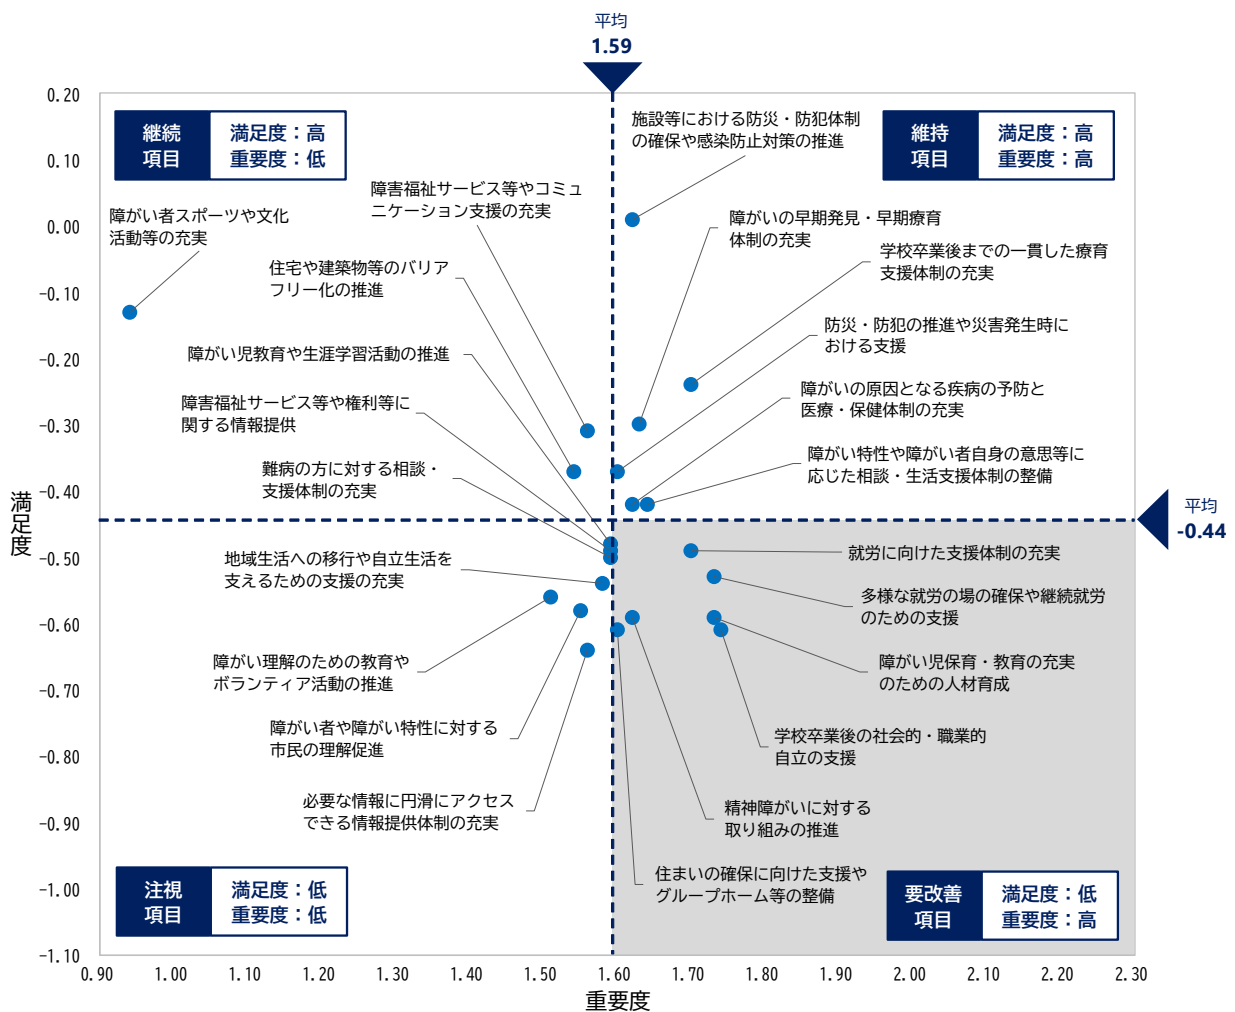 平均
1.59
0.20
0.10
0.00
-0.10
-0.20
-0.30
-0.40
-0.50
-0.60
-0.70
-0.80
-0.90
-1.00
-1.10
満足度
継続
項目
満足度：高
重要度：低
維持
項目
満足度：高
重要度：高
施設等における防災・防犯体制
の確保や感染防止対策の推進
障害福祉サービス等やコミュ
ニケーション支援の充実
障がい者スポーツや文化
活動等の充実
障がいの早期発見・早期療育
体制の充実
学校卒業後までの一貫した療育
支援体制の充実
住宅や建築物等のバリア
フリー化の推進
防災・防犯の推進や災害発生時に
おける支援
障がい児教育や生涯学習活動の推進
障がいの原因となる疾病の予防と
医療・保健体制の充実
障害福祉サービス等や権利等に
関する情報提供
障がい特性や障がい者自身の意思等に
応じた相談・生活支援体制の整備
難病の方に対する相談・
支援体制の充実
平均
-0.44
地域生活への移行や自立生活を
支えるための支援の充実
就労に向けた支援体制の充実
多様な就労の場の確保や継続就労
のための支援
障がい理解のための教育や
ボランティア活動の推進
障がい児保育・教育の充実
のための人材育成
障がい者や障がい特性に対する
市民の理解促進
学校卒業後の社会的・職業的
自立の支援
必要な情報に円滑にアクセス
できる情報提供体制の充実
精神障がいに対する
取り組みの推進
住まいの確保に向けた支援や
グループホーム等の整備
注視
項目
満足度：低
重要度：低
要改善
項目
満足度：低
重要度：高
0.90
1.00
1.10
1.20
1.30
1.40
1.50
1.60
1.70
1.80
1.90
2.00
2.10
2.20
2.30
重要度